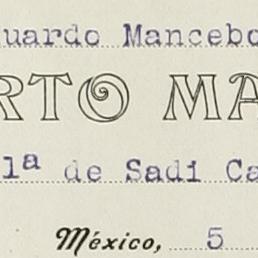 uardo Mancebo
RTO MA
1ª de Sadi Ca
México, 5